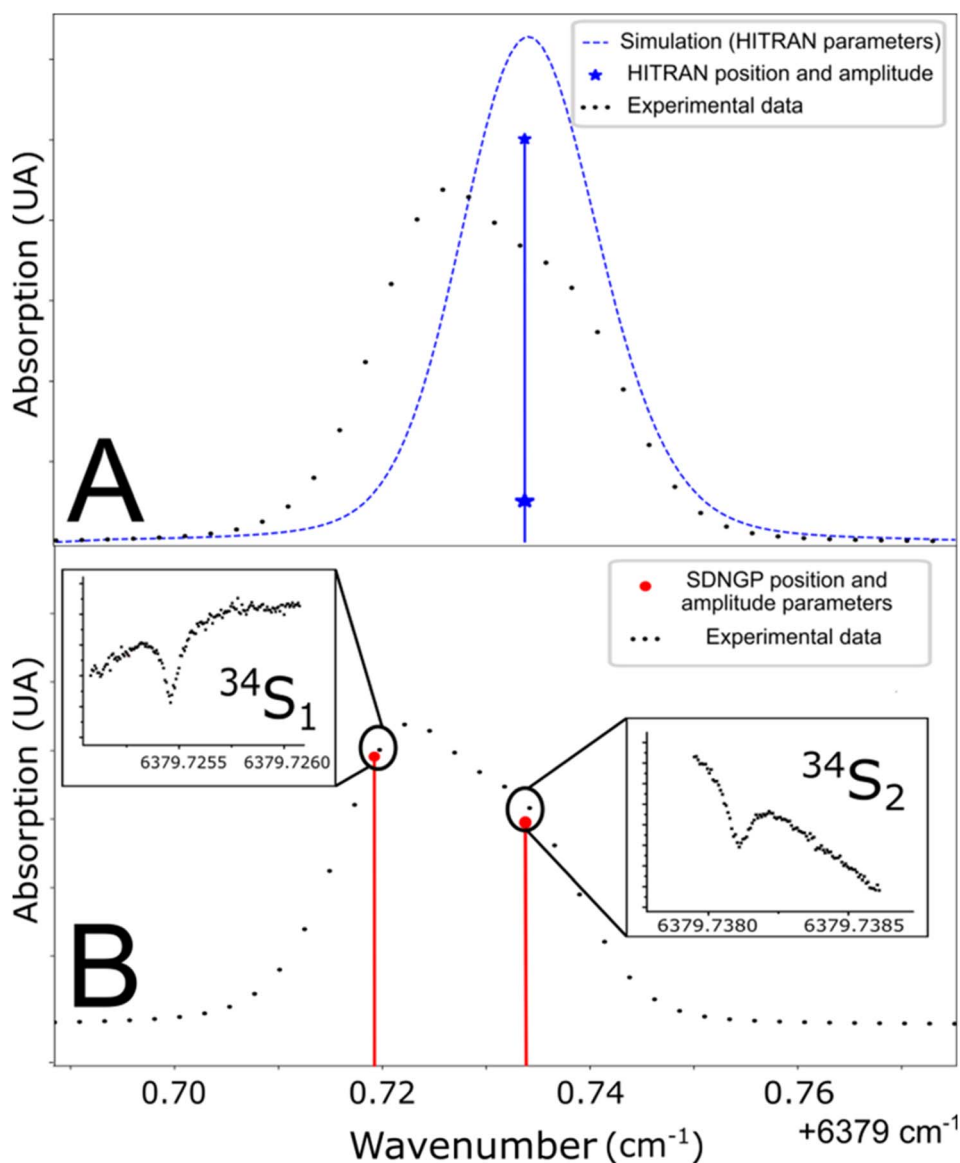 Simulation (HITRAN parameters)
HITRAN position and amplitude
Experimental data
Absorption (UA)
A
SDNGP position and
amplitude parameters
Experimental data
34S1
6379.7255 6379.7260
34S2
6379.7380 6379.7385
Absorption (UA)
B
0.70 0.72 0.74 0.76
Wavenumber (cm-1) +6379 cm-1